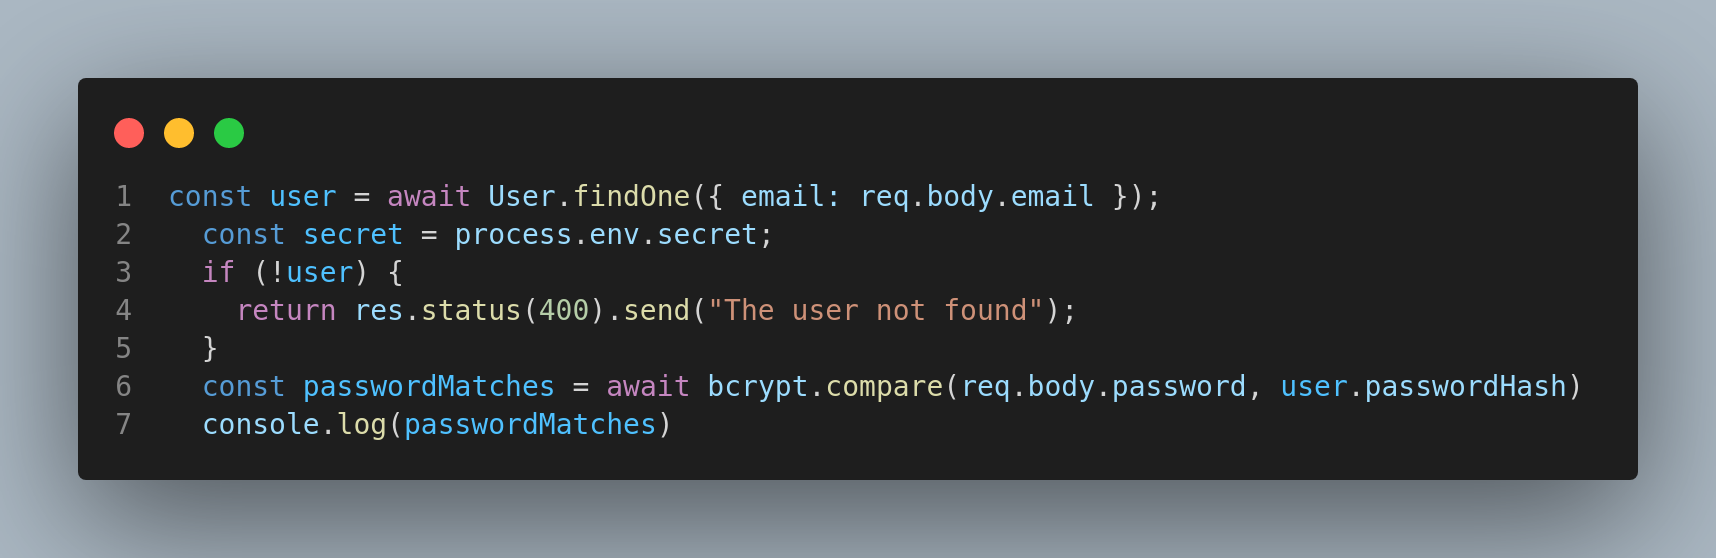 1 const user = await User.findOne({ email: req.body.email });
2   const secret = process.env.secret;
3   if (!user) {
4     return res.status(400).send("The user not found");
5   }
6   const passwordMatches = await bcrypt.compare(req.body.password, user.passwordHash)
7   console.log(passwordMatches)